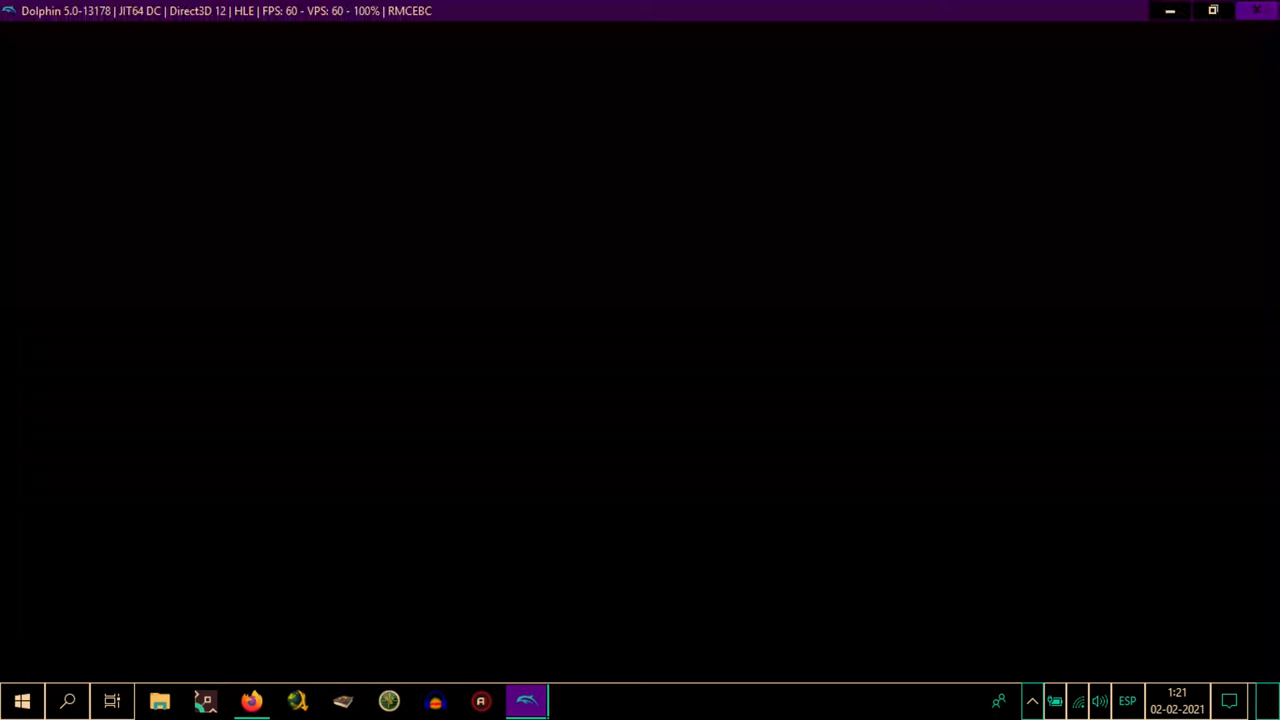 Dolphin 5.0-13178 | JIT64 DC | Direct3D 12 | HLE | FPS: 60 - VPS: 60 - 100% | RMCEBC
ESP
1:21
02-02-2021